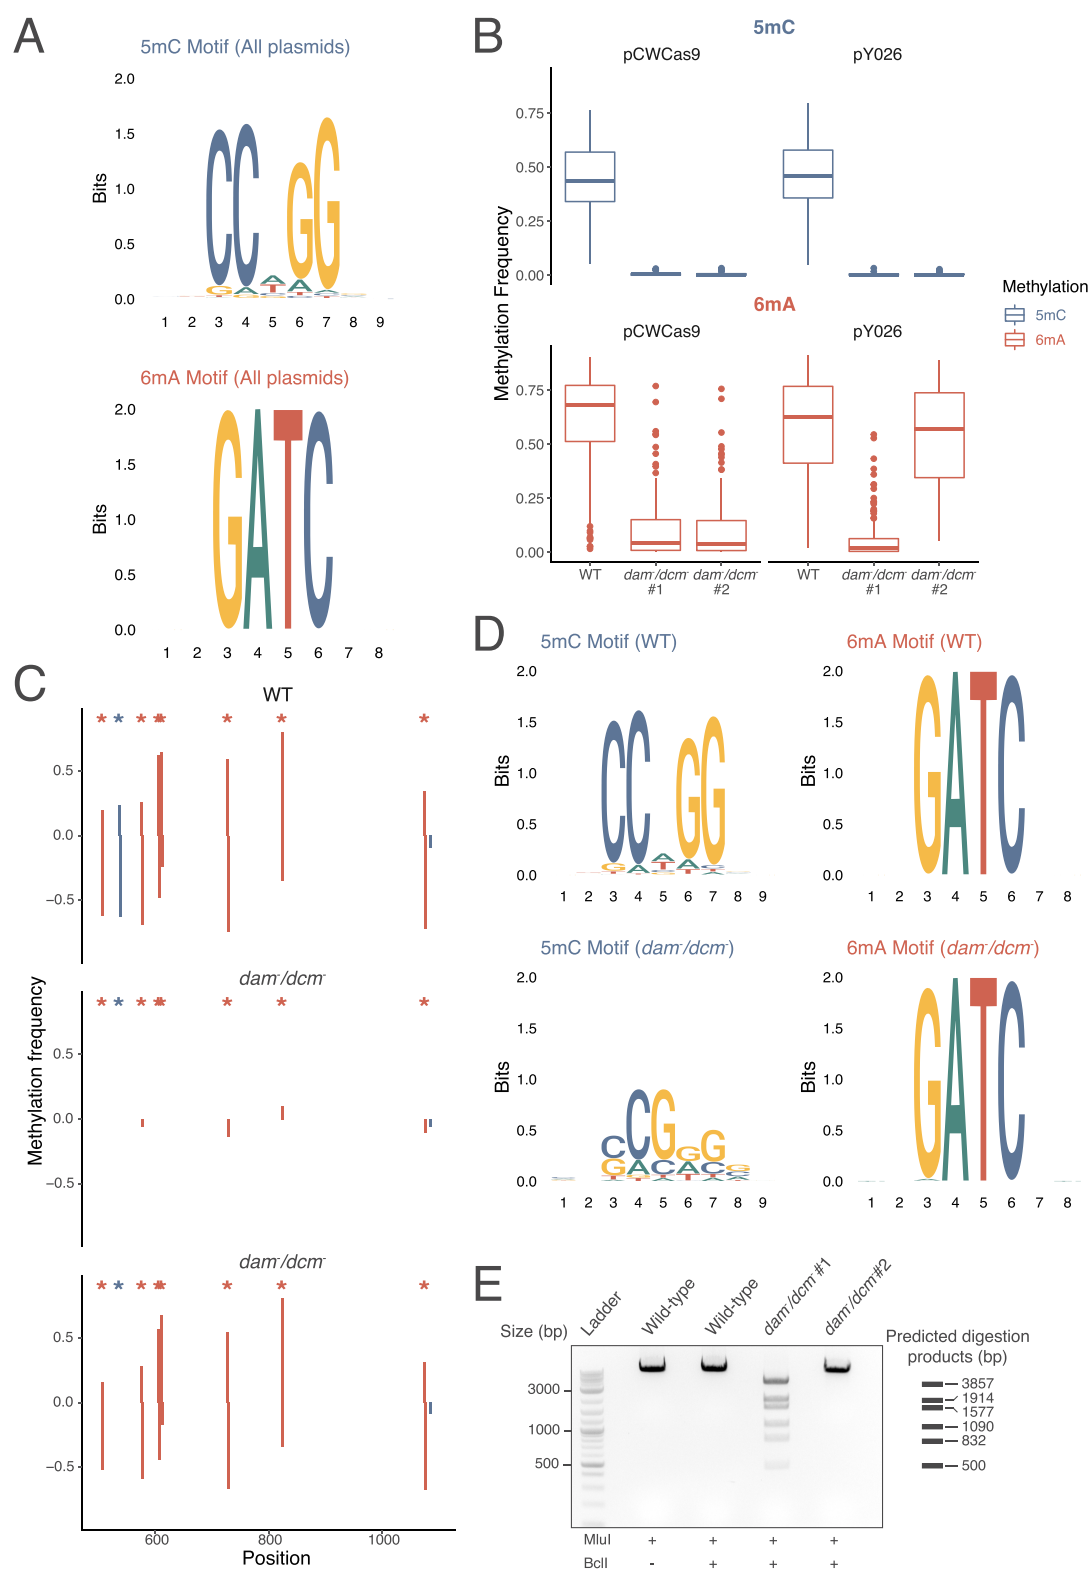 A
5mC Motif (All plasmids)
2.0
1.5
1.0
0.5
0.0
Bits
1 2 3 4 5 6 7 8 9
6mA Motif (All plasmids)
2.0
1.5
1.0
0.5
0.0
Bits
GATC
1 2 3 4 5 6 7 8
B
5mC
pCWCas9 pY026
0.75
0.50
0.25
0.00
Methylation Frequency
6mA
pCWCas9 pY026
0.75
0.50
0.25
0.00
WT dam-/dcm- #1 dam-/dcm- #2 WT dam-/dcm- #1 dam-/dcm- #2
Methylation
5mC
6mA
C
WT
* * * ** * * *
0.5
0.0
−0.5
dam-/dcm-
* * * ** * * *
0.5
0.0
−0.5
Methylation frequency
dam-/dcm-
* * * ** * * *
0.5
0.0
−0.5
600 800 1000
Position
D
5mC Motif (WT)
2.0
1.5
1.0
0.5
0.0
Bits
1 2 3 4 5 6 7 8 9
6mA Motif (WT)
2.0
1.5
1.0
0.5
0.0
Bits
GATC
1 2 3 4 5 6 7 8
5mC Motif (dam-/dcm-)
2.0
1.5
1.0
0.5
0.0
Bits
1 2 3 4 5 6 7 8 9
6mA Motif (dam-/dcm-)
2.0
1.5
1.0
0.5
0.0
Bits
GATC
1 2 3 4 5 6 7 8
E
Size (bp)
Ladder
Wild-type
Wild-type
dam-/dcm-#1
dam-/dcm-#2
3000
1000
500
Predicted digestion
products (bp)
3857
1914
1577
1090
832
500
MluI + + + +
BclI - + + +